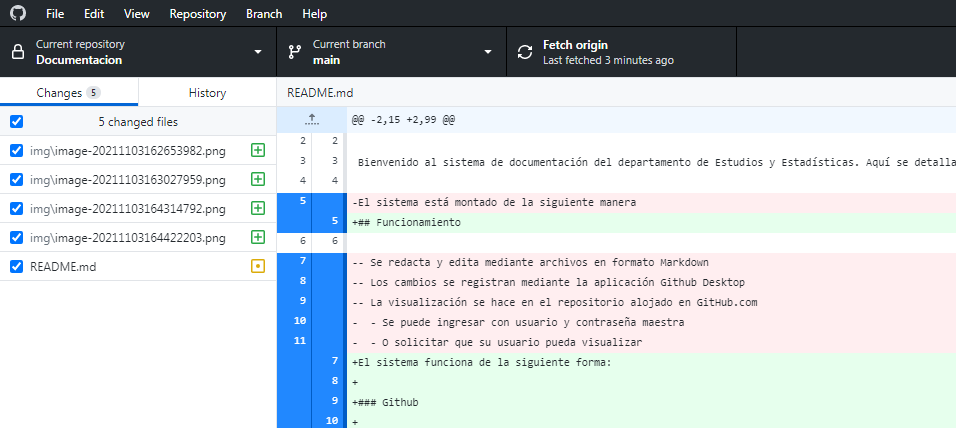 File Edit View Repository Branch Help
Current repository
Documentacion
Current branch
main
Fetch origin
Last fetched 3 minutes ago
Changes 5
History
5 changed files
img\image-20211103162653982.png
img\image-20211103163027959.png
img\image-20211103164314792.png
img\image-20211103164422203.png
README.md
README.md
@@ -2,15 +2,99 @@
2 2
3 3 Bienvenido al sistema de documentación del departamento de Estudios y Estadísticas. Aquí se detalla
4 4
5 -El sistema está montado de la siguiente manera
5 +## Funcionamiento
6 6
7 -- Se redacta y edita mediante archivos en formato Markdown
8 -- Los cambios se registran mediante la aplicación Github Desktop
9 -- La visualización se hace en el repositorio alojado en GitHub.com
10 -  - Se puede ingresar con usuario y contraseña maestra
11 -  - O solicitar que su usuario pueda visualizar
7 +El sistema funciona de la siguiente forma:
8 +
9 +### Github
10 +